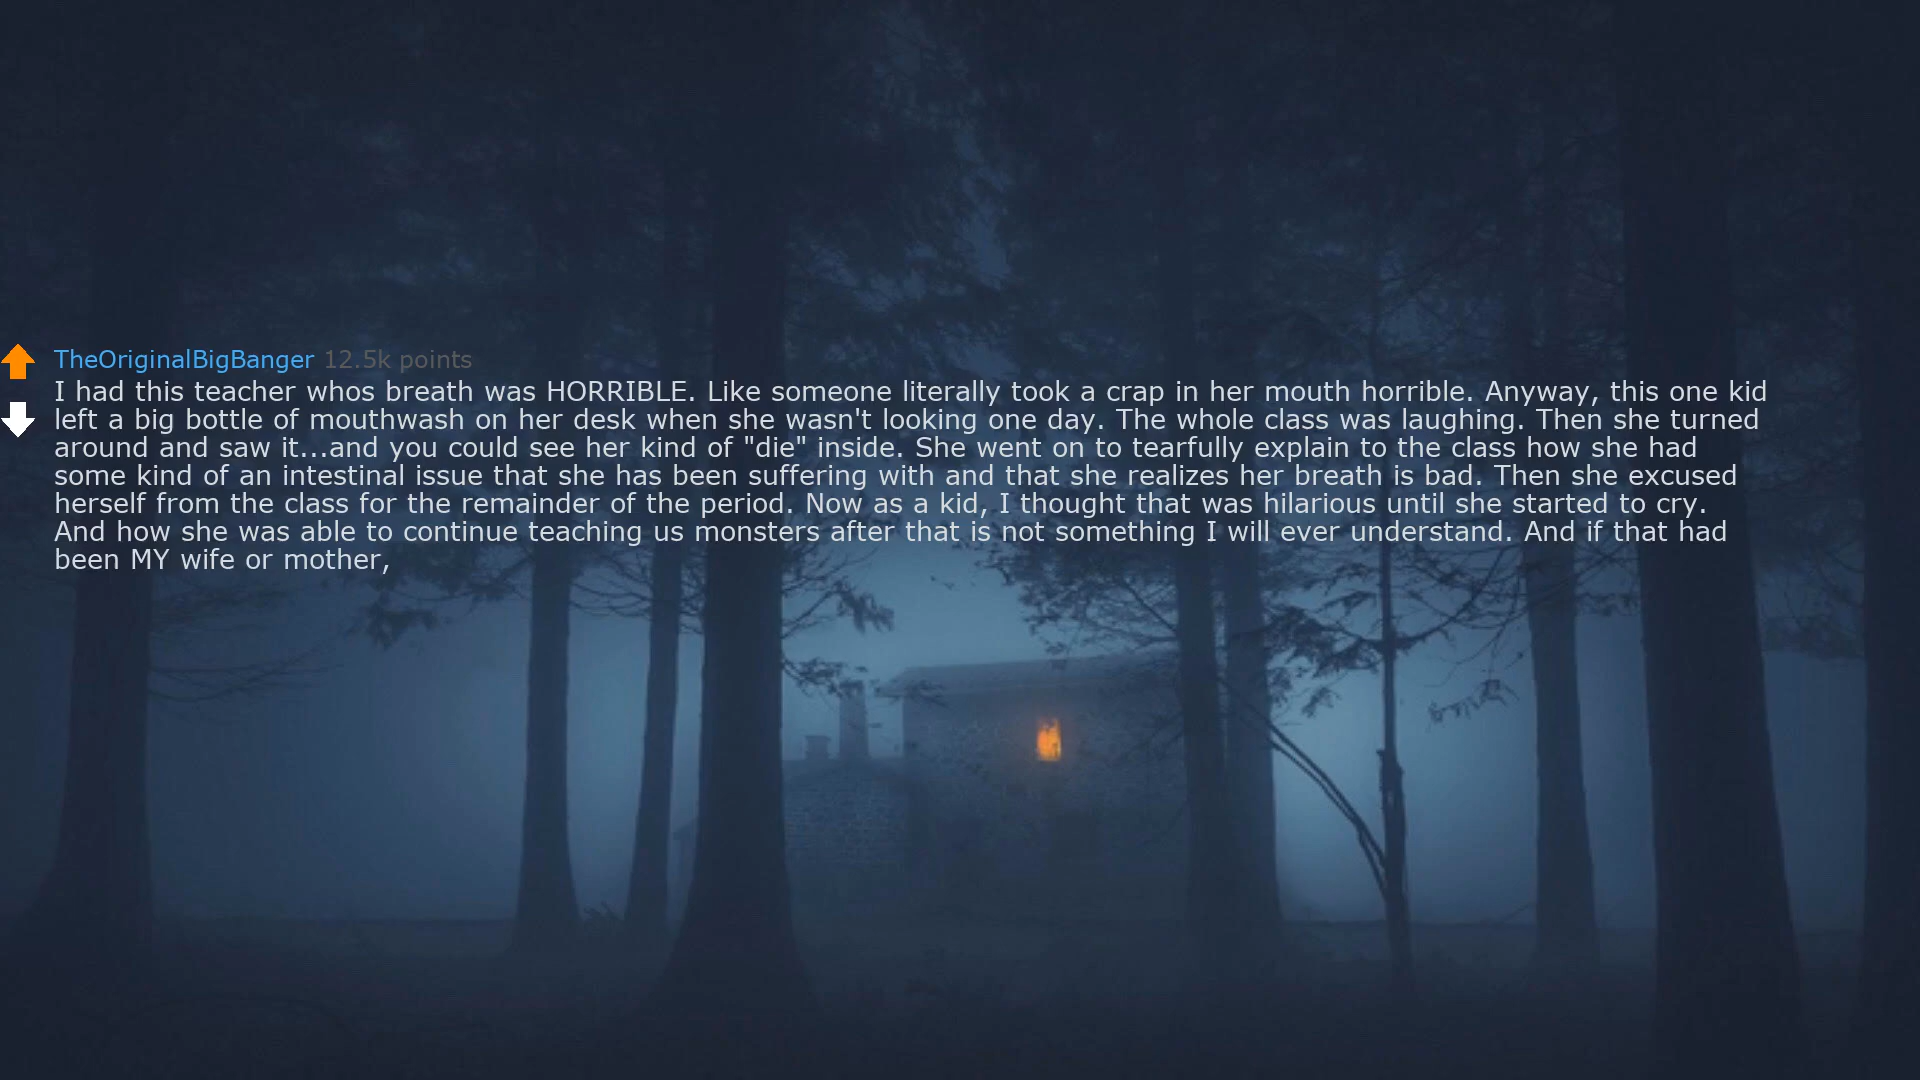 TheOriginalBigBanger 12.5k points
I had this teacher whos breath was HORRIBLE. Like someone literally took a crap in her mouth horrible. Anyway, this one kid
left a big bottle of mouthwash on her desk when she wasn't looking one day. The whole class was laughing. Then she turned
around and saw it...and you could see her kind of "die" inside. She went on to tearfully explain to the class how she had
some kind of an intestinal issue that she has been suffering with and that she realizes her breath is bad. Then she excused
herself from the class for the remainder of the period. Now as a kid, I thought that was hilarious until she started to cry.
And how she was able to continue teaching us monsters after that is not something I will ever understand. And if that had
been MY wife or mother,